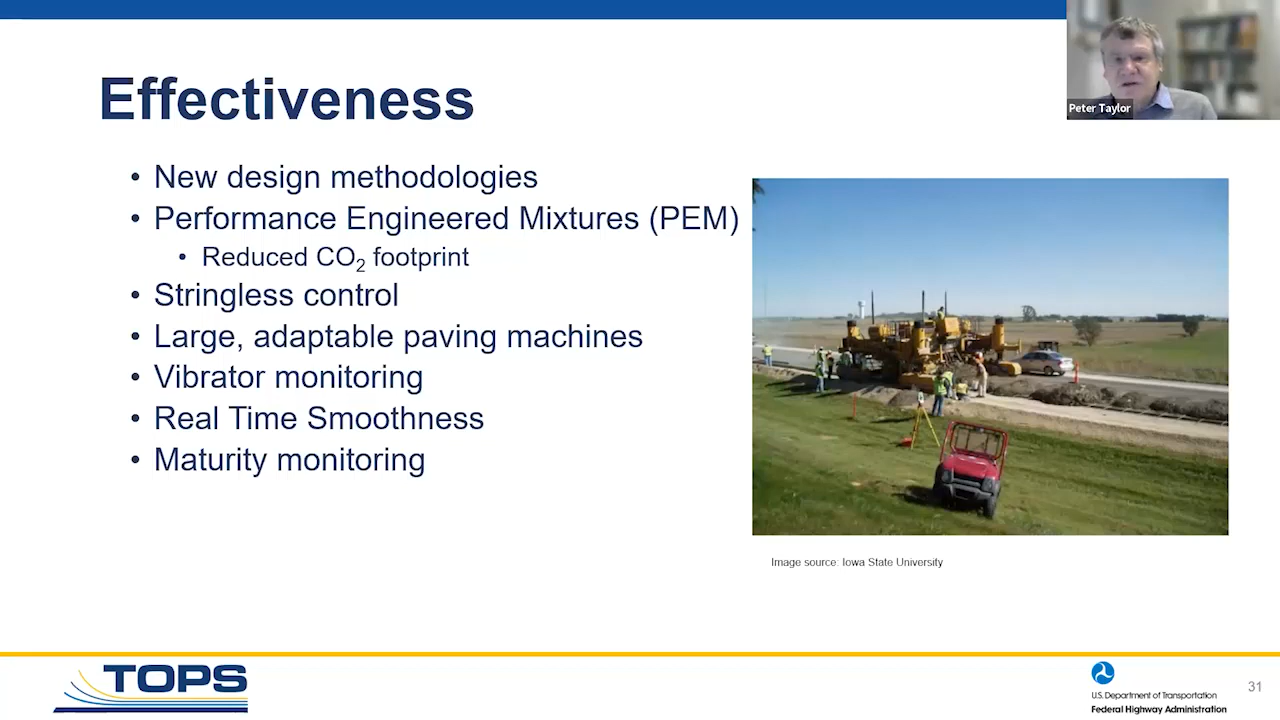 Effectiveness
Peter Taylor
• New design methodologies
• Performance Engineered Mixtures (PEM)
• Reduced CO2 footprint
• Stringless control
• Large, adaptable paving machines
• Vibrator monitoring
• Real Time Smoothness
• Maturity monitoring
Image source: Iowa State University
TOPS
U.S. Department of Transportation
Federal Highway Administration
31